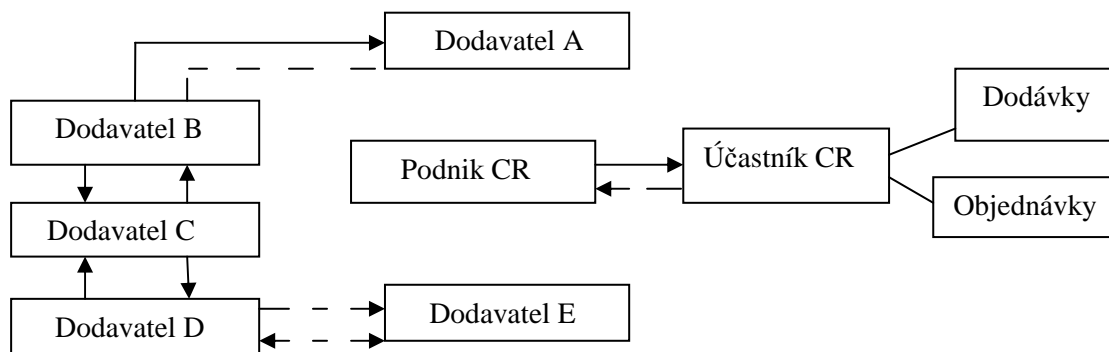 Dodavatel A
Dodávky
Dodavatel B
Podnik CR
Účastník CR
Objednávky
Dodavatel C
Dodavatel D
Dodavatel E